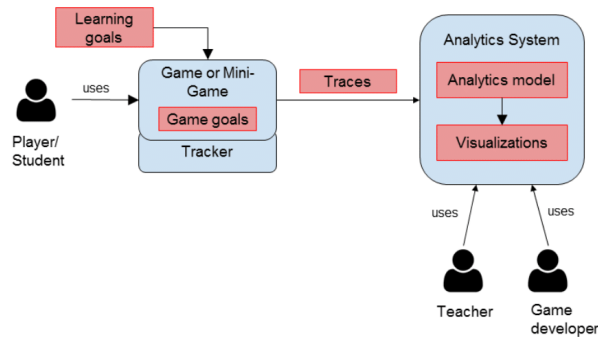 Learning
goals
Game or Mini-
Game
Game goals
Tracker
uses
Player/
Student
Traces
Analytics System
Analytics model
Visualizations
uses
uses
Teacher
Game
developer